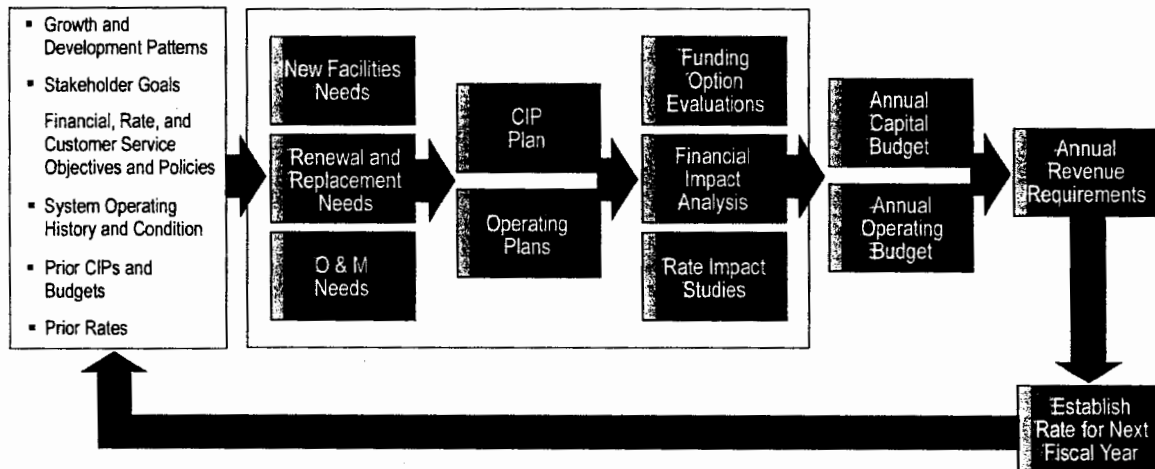 ▪ Growth and
Development Patterns
▪ Stakeholder Goals
Financial, Rate, and
Customer Service
Objectives and Policies
▪ System Operating
History and Condition
▪ Prior CIPs and
Budgets
▪ Prior Rates
New Facilities
Needs
Renewal and
Replacement
Needs
O & M
Needs
CIP
Plan
Operating
Plans
Funding
Option
Evaluations
Financial
Impact
Analysis
Rate Impact
Studies
Annual
Capital
Budget
Annual
Operating
Budget
Annual
Revenue
Requirements
Establish
Rate for Next
Fiscal Year